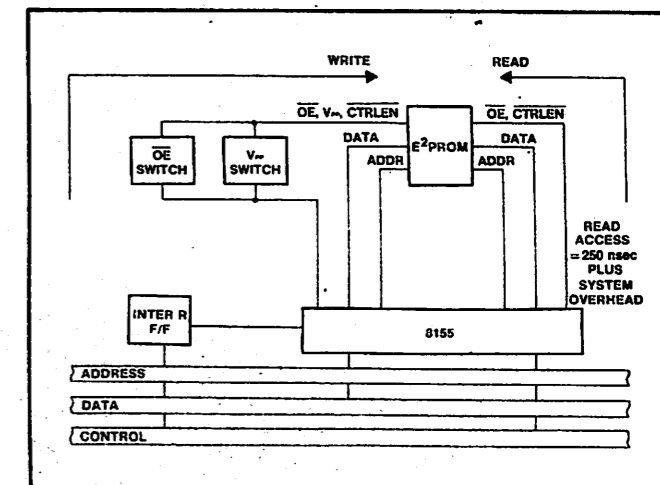 WRITE
READ
OE, Vpp, CTRLEN
OE, CTRLEN
DATA
E²PROM
DATA
ADDR
ADDR
OE
SWITCH
Vpp
SWITCH
READ
ACCESS
= 250 nsec
PLUS
SYSTEM
OVERHEAD
INTER R
F/F
8155
ADDRESS
DATA
CONTROL